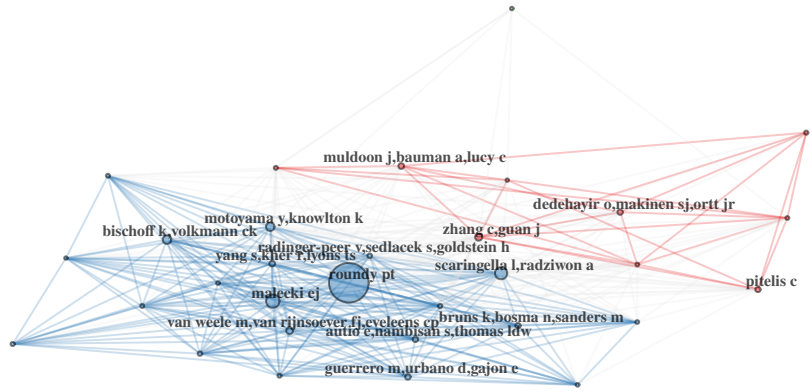 muldoon j,bauman a,lucy c
dedehayir o,makinen sj,ortt jr
motoyama y,knowlton k
bischoff k,volkmann ck
zhang c,guan j
radinger-peer v,sedlacek s,goldstein h
yang s,kher r,lyons ts
scaringella l,radziwon a
roundy pt
pitelis c
malecki ej
bruns k,bosma n,sanders m
van weele m,van rijnsoever fj,eveleens cp
autio e,nambisan s,thomas ldw
guerrero m,urbano d,gajon e